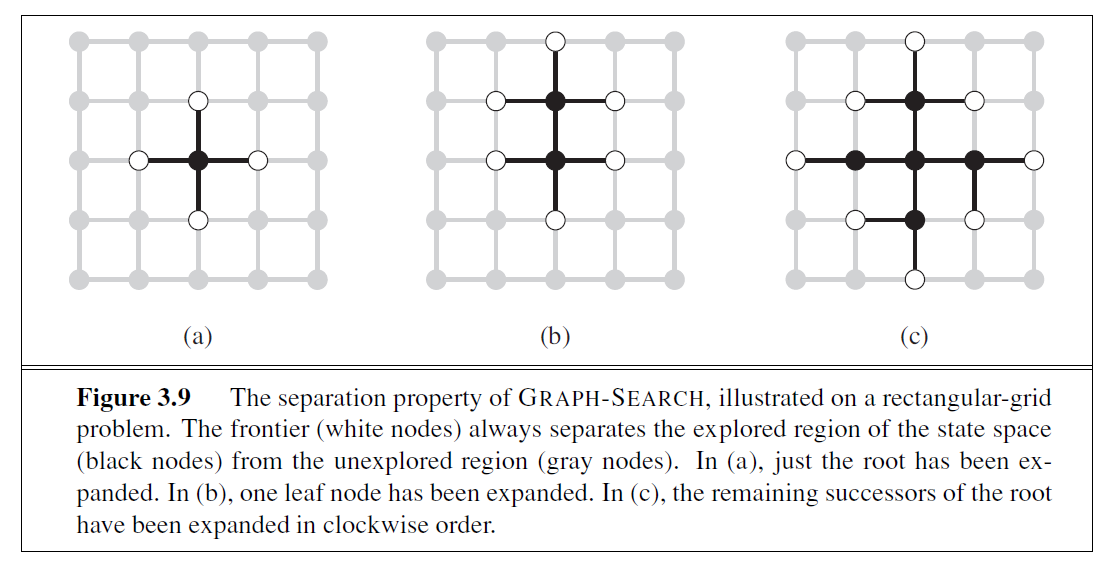 (a) (b) (c)
Figure 3.9 The separation property of GRAPH-SEARCH, illustrated on a rectangular-grid
problem. The frontier (white nodes) always separates the explored region of the state space
(black nodes) from the unexplored region (gray nodes). In (a), just the root has been ex-
panded. In (b), one leaf node has been expanded. In (c), the remaining successors of the root
have been expanded in clockwise order.